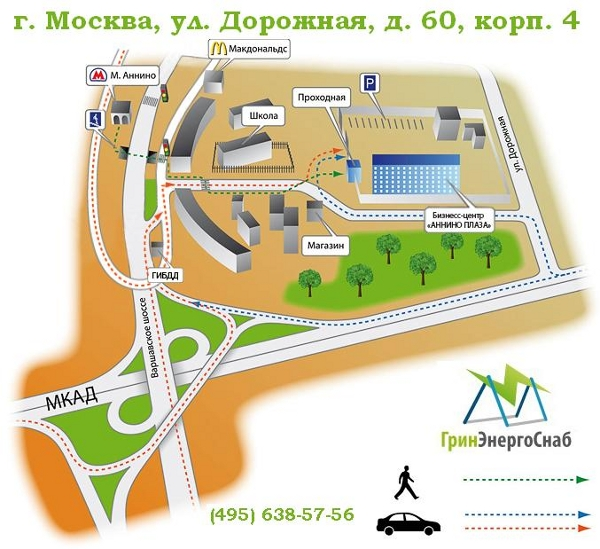 г. Москва, ул. Дорожная, д. 60, корп. 4
Макдональдс
М. Аннино
Р
Проходная
Школа
ул. Дорожная
Бизнесс-центр
«АННИНО ПЛАЗА»
Магазин
ГИБДД
Варшавское шоссе
МКАД
ГринЭнергоСнаб
(495) 638-57-56